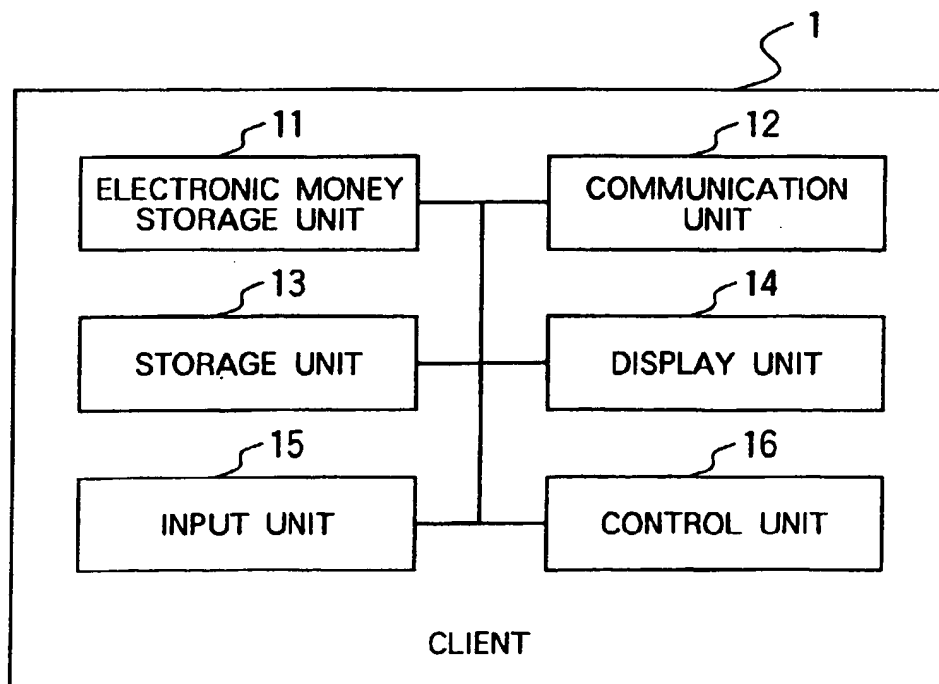 1
11
12
ELECTRONIC MONEY
STORAGE UNIT
COMMUNICATION
UNIT
13
14
STORAGE UNIT
DISPLAY UNIT
15
16
INPUT UNIT
CONTROL UNIT
CLIENT